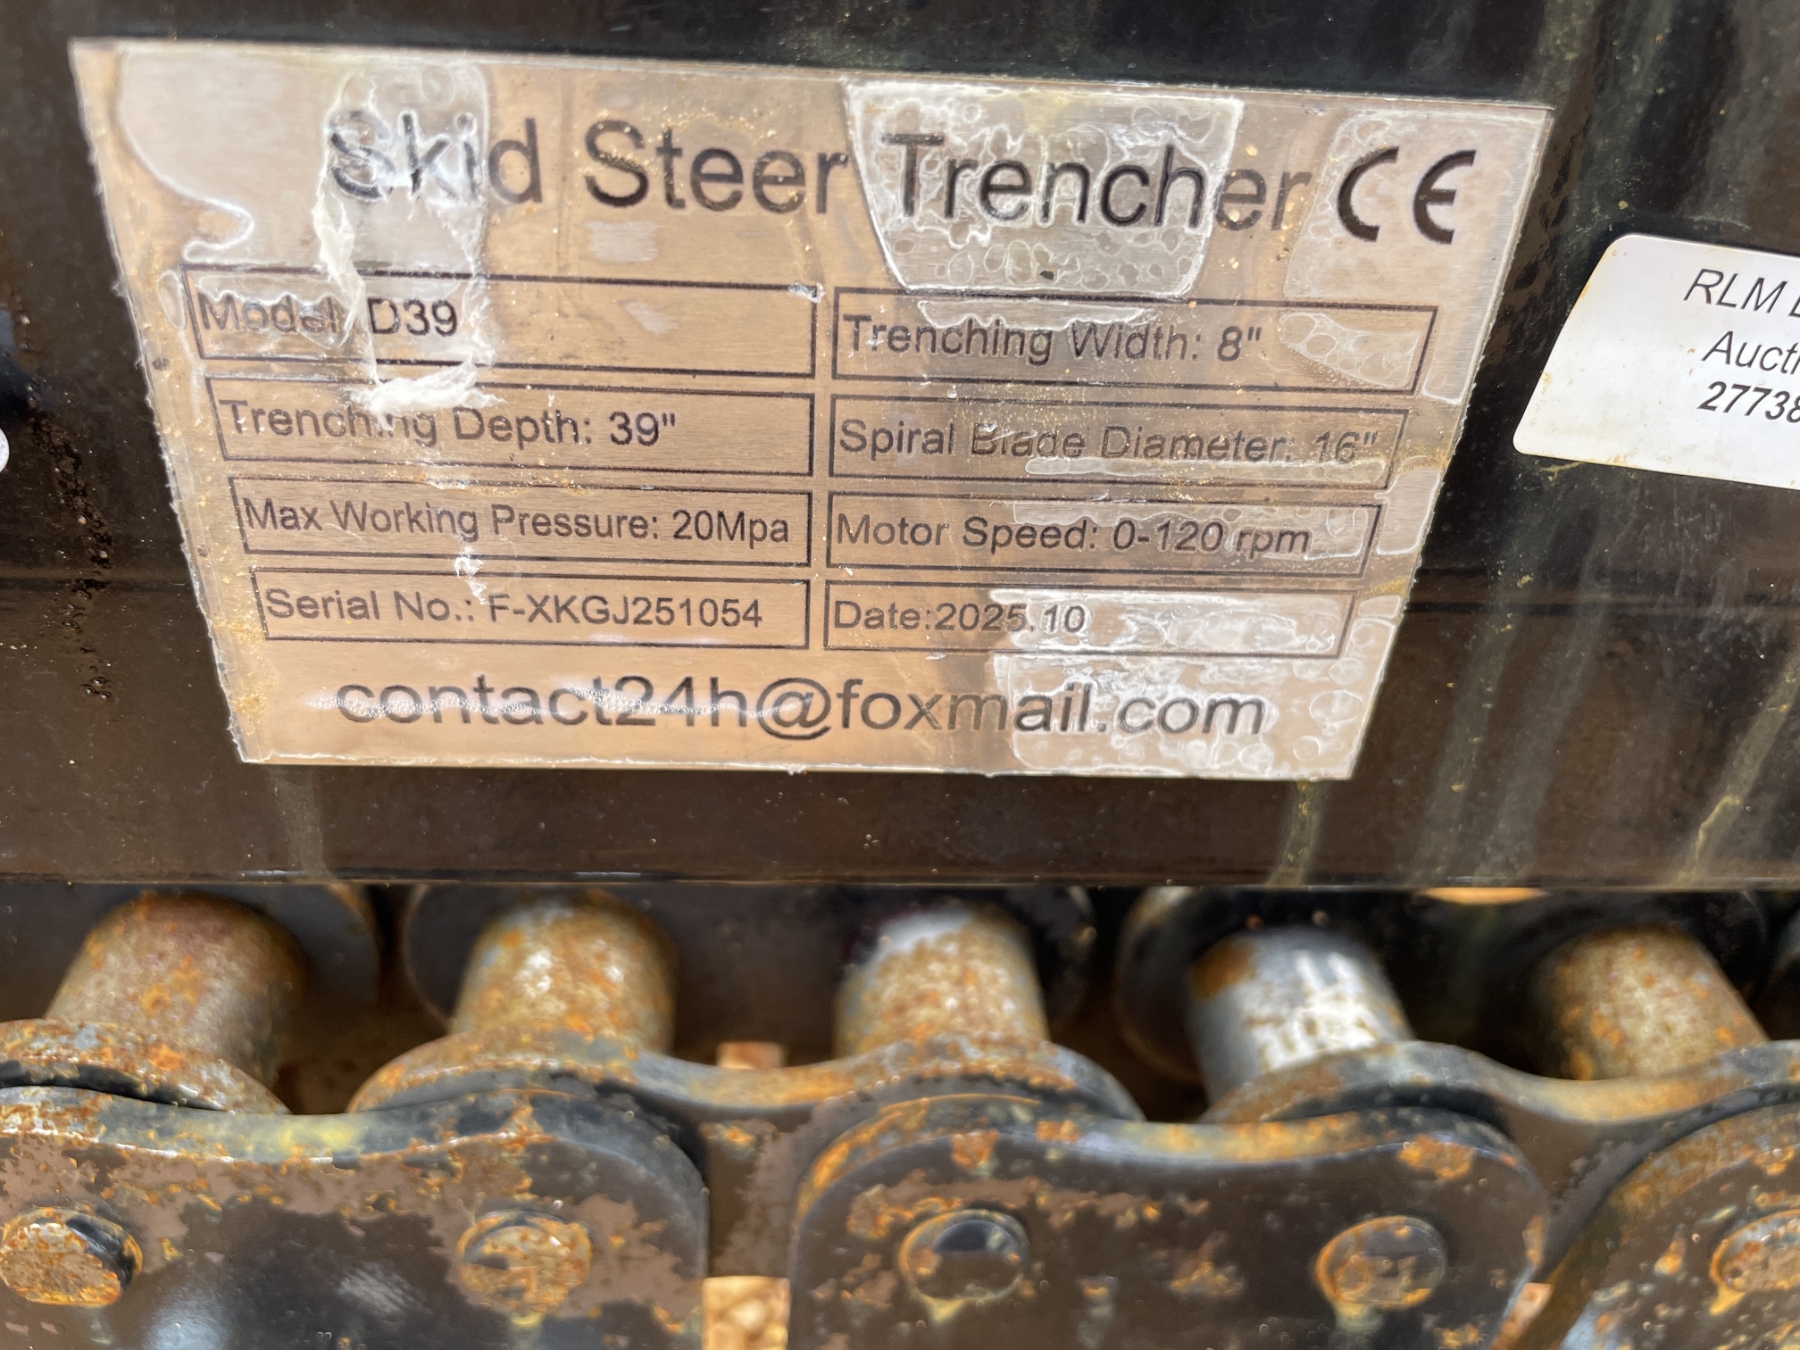 Skid Steer Trencher CE
Model: D39
Trenching Width: 8"
Trenching Depth: 39"
Spiral Blade Diameter: 16"
Max Working Pressure: 20Mpa
Motor Speed: 0-120 rpm
Serial No.: F-XKGJ251054
Date:2025.10
contact24h@foxmail.com
RLM